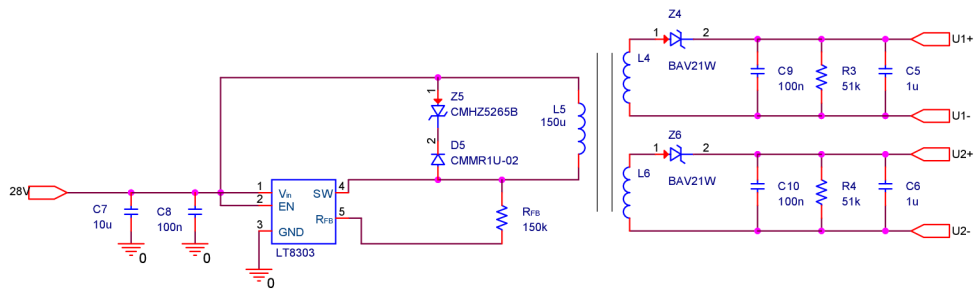 Z4
1 2
BAV21W
L4
C9
100n
R3
51k
C5
1u
U1+
U1-
1
Z5
CMHZ5265B
2
D5
CMMR1U-02
L5
150u
Z6
1 2
BAV21W
L6
C10
100n
R4
51k
C6
1u
U2+
U2-
28V
C7
10u
0
C8
100n
0
1 Vin SW 4
2 EN
RFB 5
3 GND
LT8303
0
RFB
150k